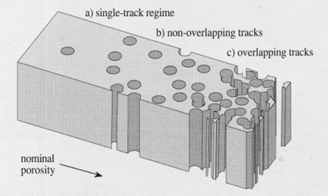 a) single-track regime
b) non-overlapping tracks
c) overlapping tracks
nominal
porosity